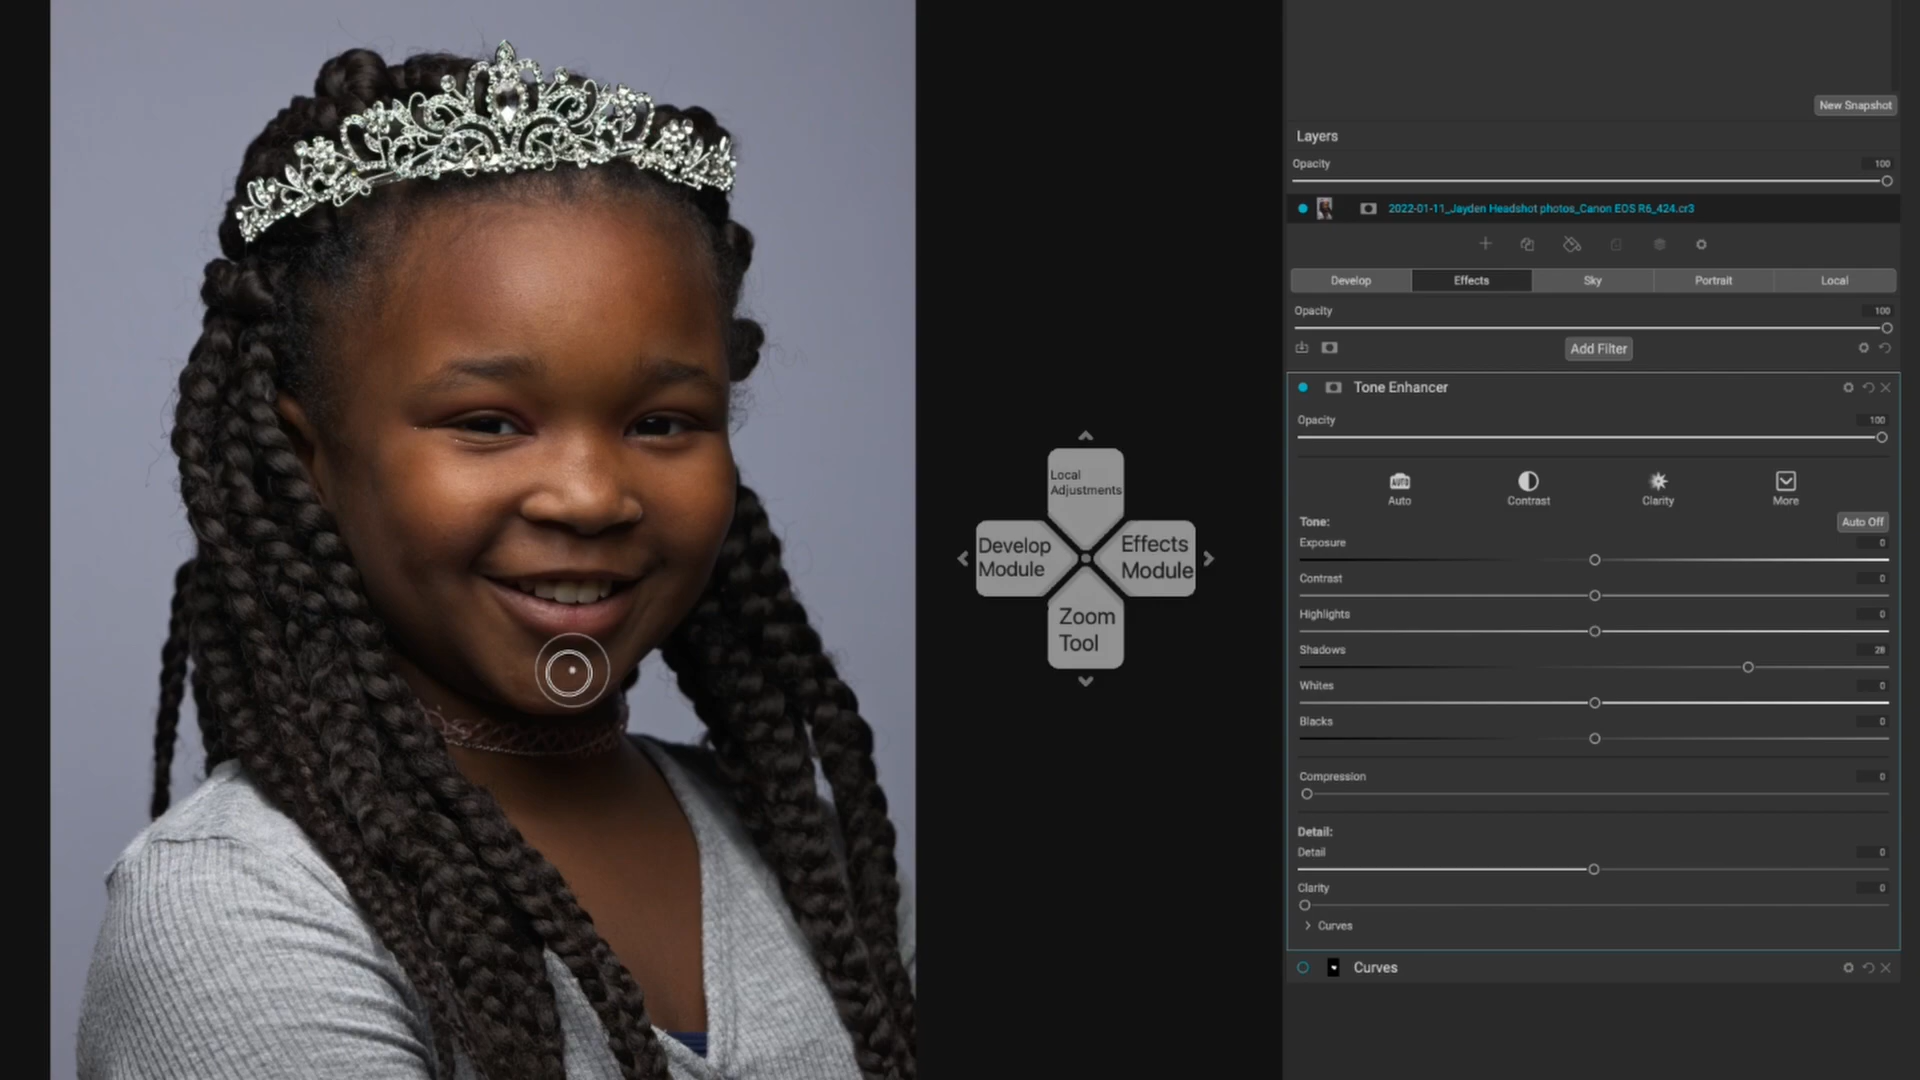 New Snapshot
Layers
Opacity 100
2022-01-11_Jayden Headshot photos_Canon EOS R6_424.cr3
Develop Effects Sky Portrait Local
Opacity 100
Add Filter
Tone Enhancer
Opacity 100
AUTO
Auto Contrast Clarity More
Tone: Auto Off
Exposure 0
Contrast 0
Highlights 0
Shadows 28
Whites 0
Blacks 0
Compression 0
Detail:
Detail 0
Clarity 0
Curves
Curves
Local
Adjustments
Develop
Module
Effects
Module
Zoom
Tool